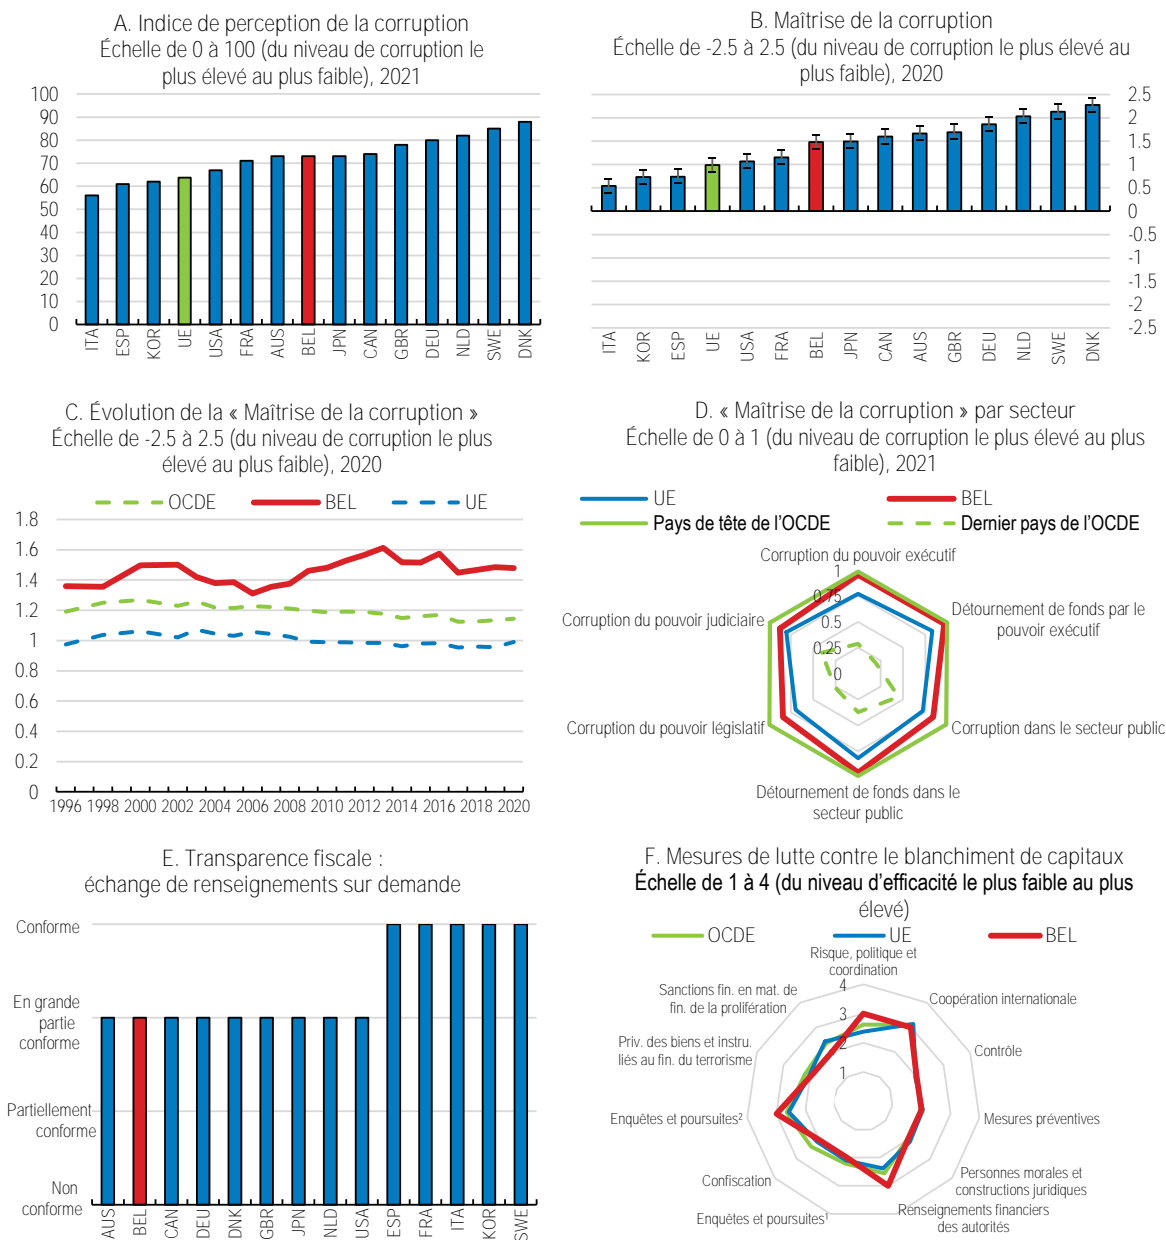 A. Indice de perception de la corruption
Échelle de 0 à 100 (du niveau de corruption le
plus élevé au plus faible), 2021
100
90
80
70
60
50
40
30
20
10
0
ITA
ESP
KOR
UE
USA
FRA
AUS
BEL
JPN
CAN
GBR
DEU
NLD
SWE
DNK
B. Maîtrise de la corruption
Échelle de -2.5 à 2.5 (du niveau de corruption le plus élevé au
plus faible), 2020
2.5
2
1.5
1
0.5
0
-0.5
-1
-1.5
-2
-2.5
ITA
KOR
ESP
UE
USA
FRA
BEL
JPN
CAN
AUS
GBR
DEU
NLD
SWE
DNK
C. Évolution de la « Maîtrise de la corruption »
Échelle de -2.5 à 2.5 (du niveau de corruption le plus
élevé au plus faible), 2020
OCDE BEL UE
1.8
1.6
1.4
1.2
1
0.8
0.6
0.4
0.2
0
1996 1998 2000 2002 2004 2006 2008 2010 2012 2014 2016 2018 2020
D. « Maîtrise de la corruption » par secteur
Échelle de 0 à 1 (du niveau de corruption le plus élevé au plus
faible), 2021
UE BEL
Pays de tête de l’OCDE Dernier pays de l’OCDE
Corruption du pouvoir exécutif
1
0.75
0.5
0.25
0
Détournement de fonds par le
pouvoir exécutif
Corruption dans le secteur public
Détournement de fonds dans le
secteur public
Corruption du pouvoir législatif
Corruption du pouvoir judiciaire
E. Transparence fiscale :
échange de renseignements sur demande
Conforme
En grande
partie
conforme
Partiellement
conforme
Non
conforme
AUS
BEL
CAN
DEU
DNK
GBR
JPN
NLD
USA
ESP
FRA
ITA
KOR
SWE
F. Mesures de lutte contre le blanchiment de capitaux
Échelle de 1 à 4 (du niveau d’efficacité le plus faible au plus
élevé)
OCDE UE BEL
Risque, politique et
coordination
4
3
2
1
Coopération internationale
Contrôle
Mesures préventives
Personnes morales et
constructions juridiques
Renseignements financiers
des autorités
Enquêtes et poursuites¹
Confiscation
Enquêtes et poursuites²
Priv. des biens et instru.
liés au fin. du terrorisme
Sanctions fin. en mat. de
fin. de la prolifération